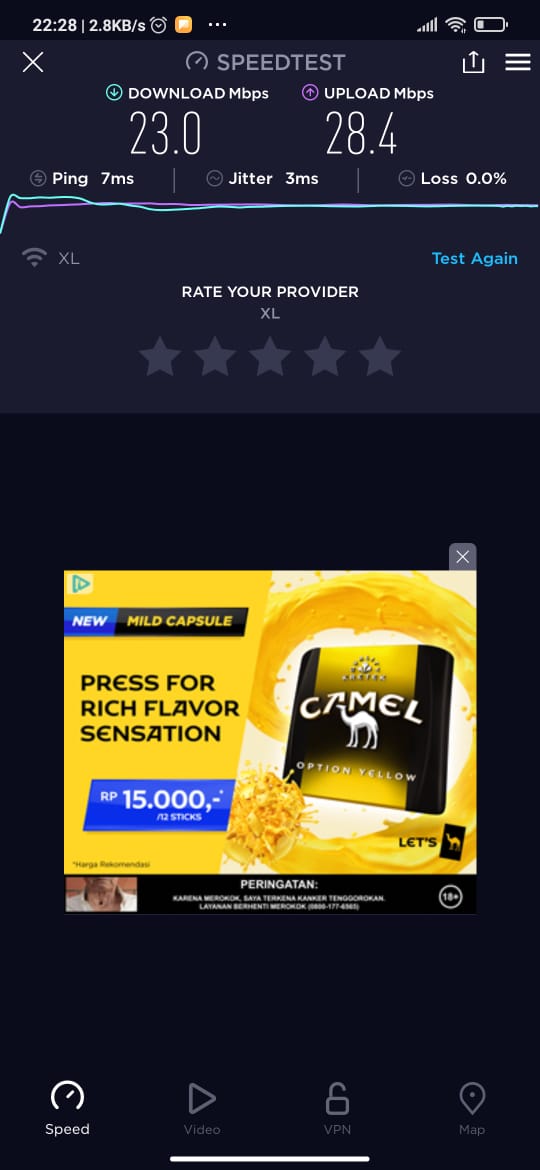 22:28 | 2.8KB/s
SPEEDTEST
DOWNLOAD Mbps
UPLOAD Mbps
23.0
28.4
Ping 7ms
Jitter 3ms
Loss 0.0%
XL
Test Again
RATE YOUR PROVIDER
XL
NEW MILD CAPSULE
PRESS FOR
RICH FLAVOR
SENSATION
RP 15.000,-*
/12 STICKS
*Harga Rekomendasi
KRETEK
CAMEL
OPTION YELLOW
LET'S
PERINGATAN:
KARENA MEROKOK, SAYA TERKENA KANKER TENGGOROKAN.
LAYANAN BERHENTI MEROKOK (0800-177-6565)
18+
Speed
Video
VPN
Map